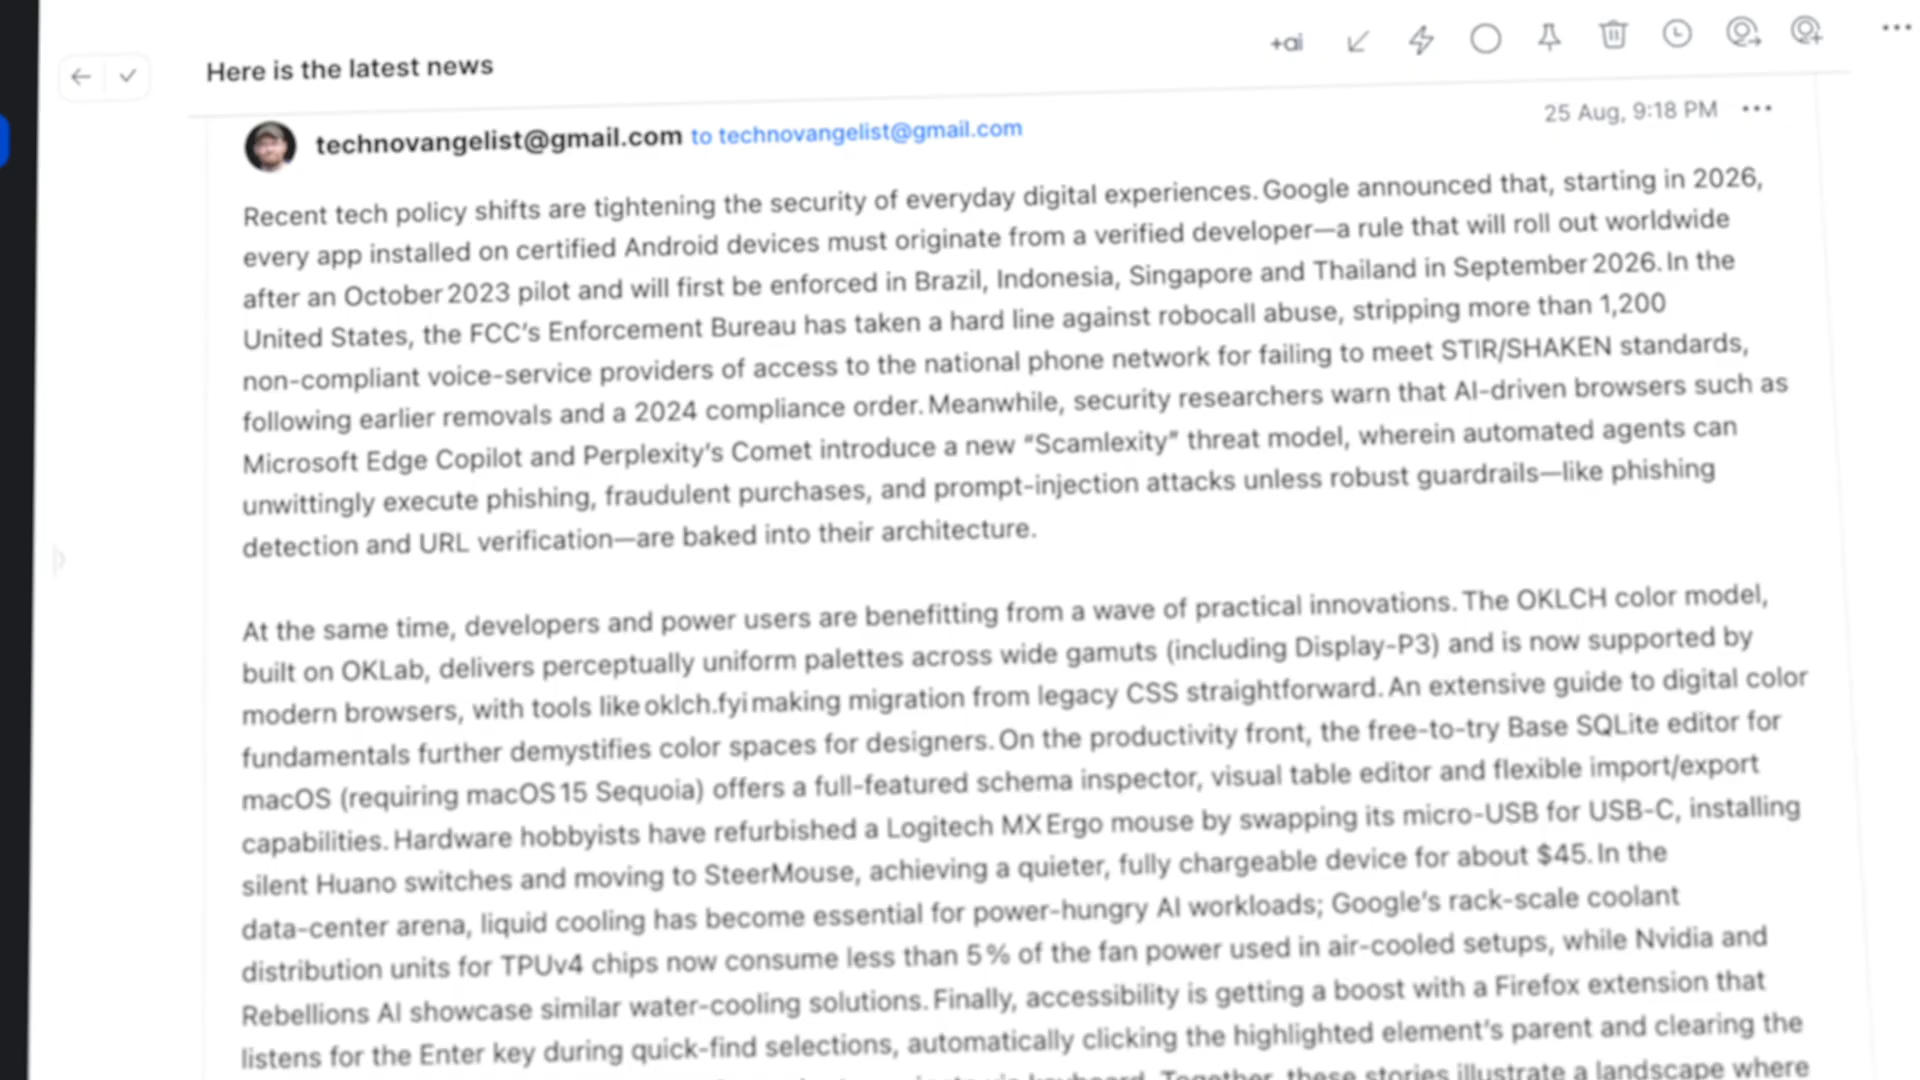 +ai
Here is the latest news
technovangelist@gmail.com to technovangelist@gmail.com
25 Aug, 9:18 PM
Recent tech policy shifts are tightening the security of everyday digital experiences. Google announced that, starting in 2026,
every app installed on certified Android devices must originate from a verified developer—a rule that will roll out worldwide
after an October 2023 pilot and will first be enforced in Brazil, Indonesia, Singapore and Thailand in September 2026. In the
United States, the FCC’s Enforcement Bureau has taken a hard line against robocall abuse, stripping more than 1,200
non-compliant voice-service providers of access to the national phone network for failing to meet STIR/SHAKEN standards,
following earlier removals and a 2024 compliance order. Meanwhile, security researchers warn that AI-driven browsers such as
Microsoft Edge Copilot and Perplexity’s Comet introduce a new “Scamlexity” threat model, wherein automated agents can
unwittingly execute phishing, fraudulent purchases, and prompt-injection attacks unless robust guardrails—like phishing
detection and URL verification—are baked into their architecture.
At the same time, developers and power users are benefitting from a wave of practical innovations. The OKLCH color model,
built on OKLab, delivers perceptually uniform palettes across wide gamuts (including Display-P3) and is now supported by
modern browsers, with tools like oklch.fyi making migration from legacy CSS straightforward. An extensive guide to digital color
fundamentals further demystifies color spaces for designers. On the productivity front, the free-to-try Base SQLite editor for
macOS (requiring macOS 15 Sequoia) offers a full-featured schema inspector, visual table editor and flexible import/export
capabilities. Hardware hobbyists have refurbished a Logitech MX Ergo mouse by swapping its micro-USB for USB-C, installing
silent Huano switches and moving to SteerMouse, achieving a quieter, fully chargeable device for about $45. In the
data-center arena, liquid cooling has become essential for power-hungry AI workloads; Google’s rack-scale coolant
distribution units for TPUv4 chips now consume less than 5 % of the fan power used in air-cooled setups, while Nvidia and
Rebellions AI showcase similar water-cooling solutions. Finally, accessibility is getting a boost with a Firefox extension that
listens for the Enter key during quick-find selections, automatically clicking the highlighted element’s parent and clearing the
via keyboard. Together, these stories illustrate a landscape where